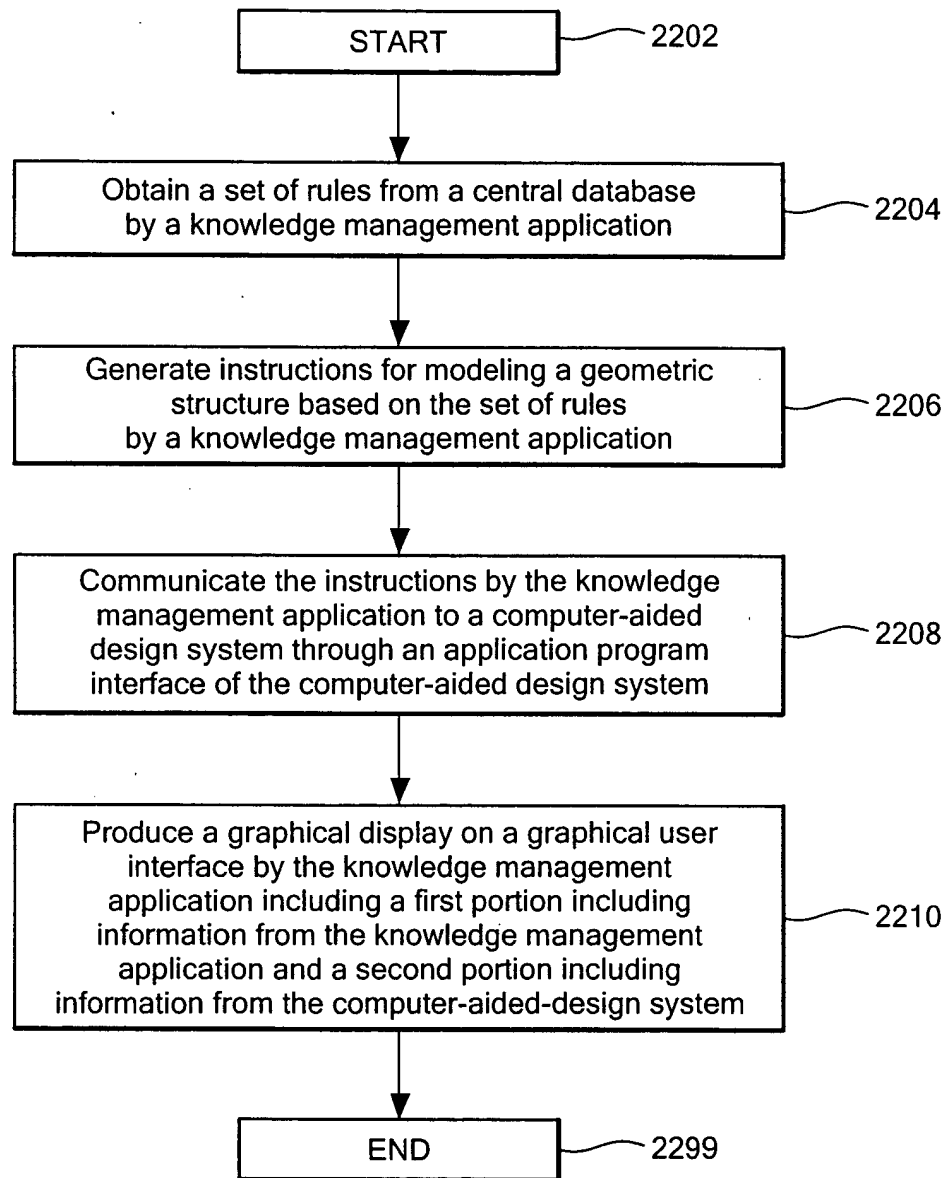 START
2202
Obtain a set of rules from a central database
by a knowledge management application
2204
Generate instructions for modeling a geometric
structure based on the set of rules
by a knowledge management application
2206
Communicate the instructions by the knowledge
management application to a computer-aided
design system through an application program
interface of the computer-aided design system
2208
Produce a graphical display on a graphical user
interface by the knowledge management
application including a first portion including
information from the knowledge management
application and a second portion including
information from the computer-aided-design system
2210
END
2299